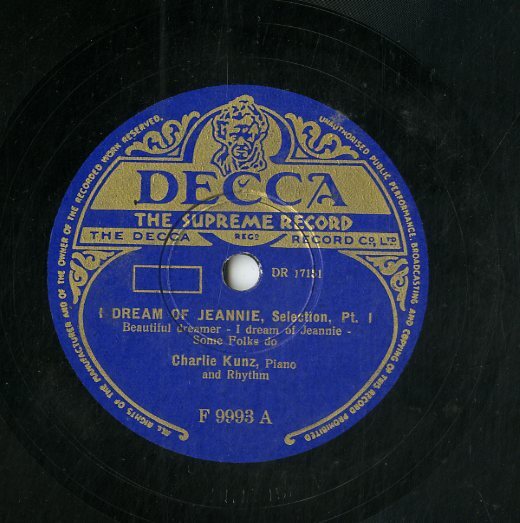 ALL RIGHTS OF THE MANUFACTURER AND OF THE OWNER OF THE RECORDED WORK RESERVED.
UNAUTHORISED PUBLIC PERFORMANCE, BROADCASTING AND COPYING OF THIS RECORD PROHIBITED
DECCA
THE SUPREME RECORD
THE DECCA REGD RECORD CO., LTD
DR 17151
I DREAM OF JEANNIE, Selection, Pt. I
Beautiful dreamer - I dream of Jeannie -
Some Folks do
Charlie Kunz, Piano
and Rhythm
F 9993 A